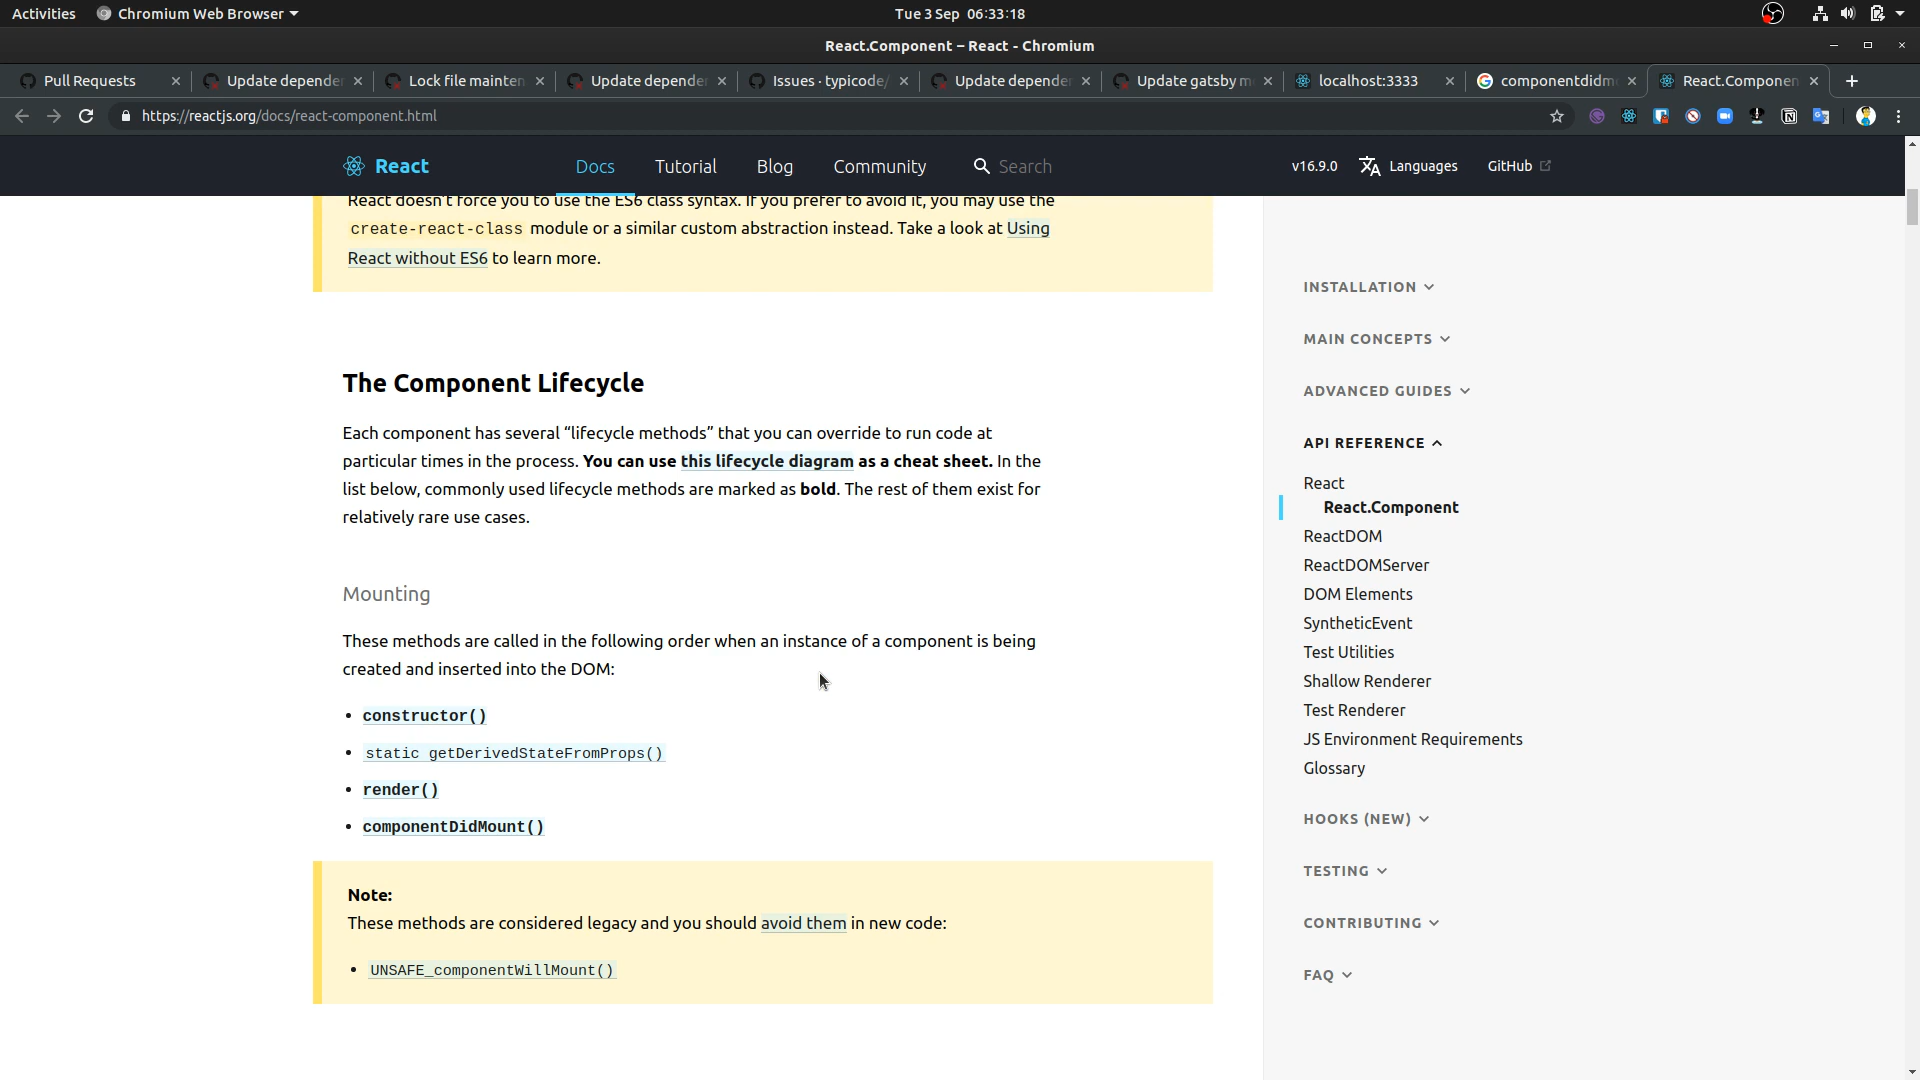 Activities Chromium Web Browser Tue 3 Sep 06:33:18
React.Component – React - Chromium
Pull Requests Update depende Lock file mainten Update depende Issues · typicode/ Update depende Update gatsby m localhost:3333 componentdidm React.Componen
https://reactjs.org/docs/react-component.html
React Docs Tutorial Blog Community Search v16.9.0 Languages GitHub
React doesn't force you to use the ES6 class syntax. If you prefer to avoid it, you may use the
create-react-class module or a similar custom abstraction instead. Take a look at Using
React without ES6 to learn more.
The Component Lifecycle
Each component has several “lifecycle methods” that you can override to run code at
particular times in the process. You can use this lifecycle diagram as a cheat sheet. In the
list below, commonly used lifecycle methods are marked as bold. The rest of them exist for
relatively rare use cases.
Mounting
These methods are called in the following order when an instance of a component is being
created and inserted into the DOM:
• constructor()
• static getDerivedStateFromProps()
• render()
• componentDidMount()
Note:
These methods are considered legacy and you should avoid them in new code:
• UNSAFE_componentWillMount()
INSTALLATION
MAIN CONCEPTS
ADVANCED GUIDES
API REFERENCE
React
React.Component
ReactDOM
ReactDOMServer
DOM Elements
SyntheticEvent
Test Utilities
Shallow Renderer
Test Renderer
JS Environment Requirements
Glossary
HOOKS (NEW)
TESTING
CONTRIBUTING
FAQ